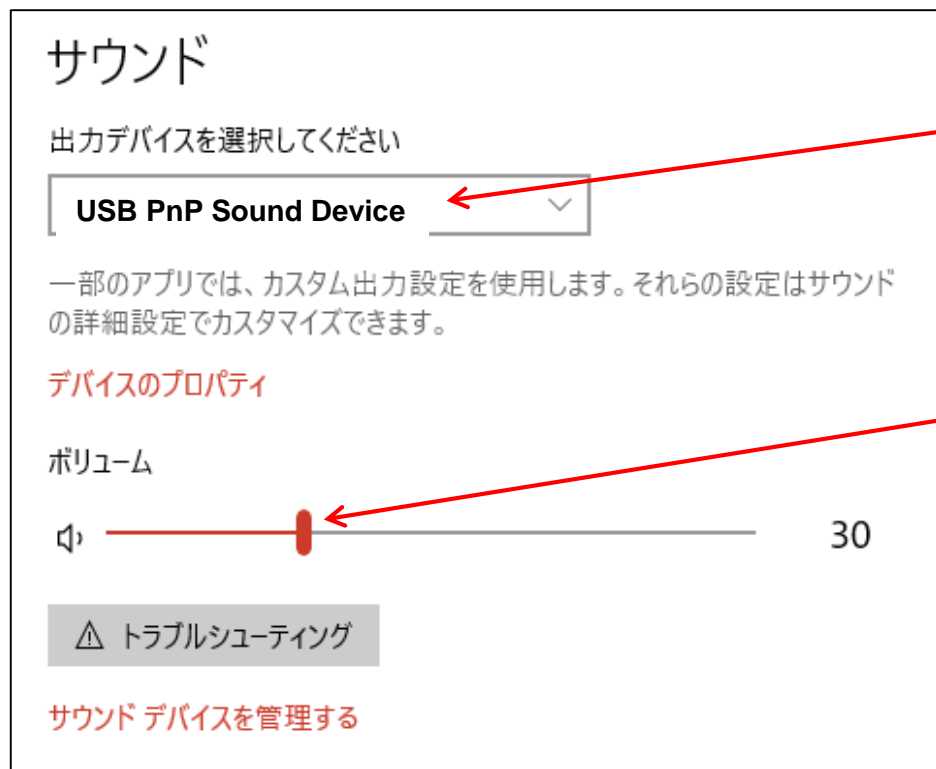 サウンド
出力デバイスを選択してください
USB PnP Sound Device
一部のアプリでは、カスタム出力設定を使用します。それらの設定はサウンド
の詳細設定でカスタマイズできます。
デバイスのプロパティ
ボリューム
30
トラブルシューティング
サウンド デバイスを管理する